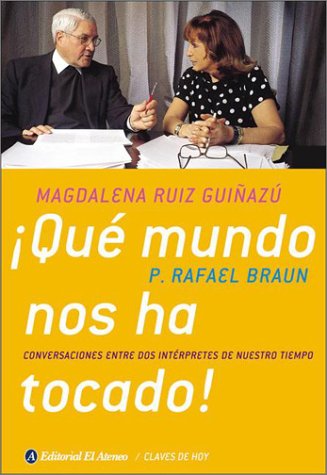 MAGDALENA RUIZ GUIÑAZÚ
¡Qué mundo
P. RAFAEL BRAUN
nos ha
CONVERSACIONES ENTRE DOS INTÉRPRETES DE NUESTRO TIEMPO
tocado!
A Editorial El Ateneo / CLAVES DE HOY